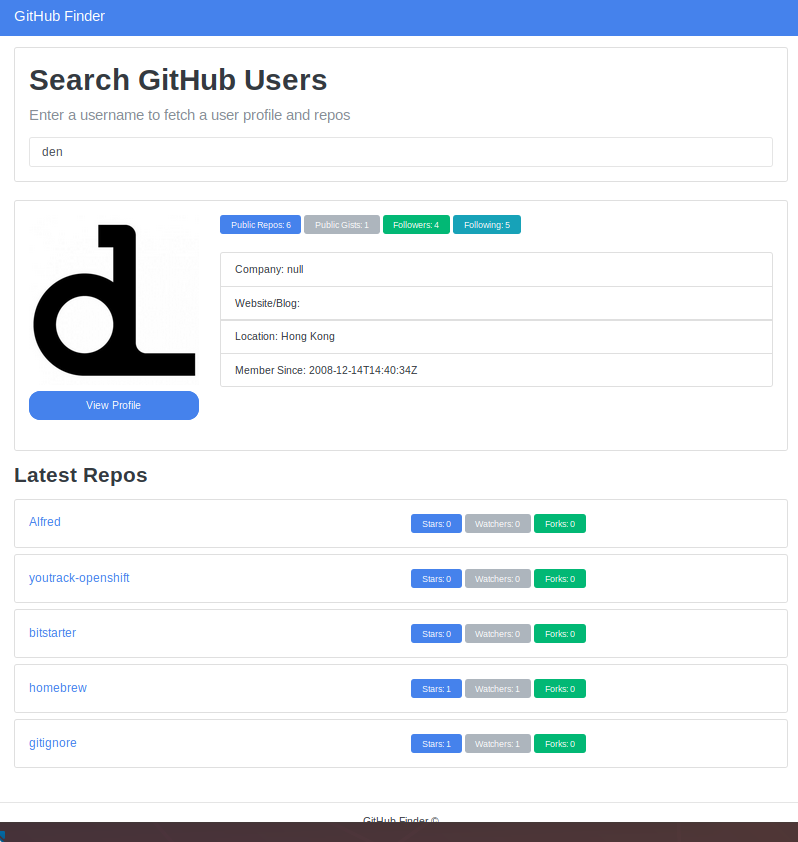 GitHub Finder
Search GitHub Users
Enter a username to fetch a user profile and repos
den
Public Repos: 6 Public Gists: 1 Followers: 4 Following: 5
Company: null
Website/Blog:
Location: Hong Kong
Member Since: 2008-12-14T14:40:34Z
View Profile
Latest Repos
Alfred Stars: 0 Watchers: 0 Forks: 0
youtrack-openshift Stars: 0 Watchers: 0 Forks: 0
bitstarter Stars: 0 Watchers: 0 Forks: 0
homebrew Stars: 1 Watchers: 1 Forks: 0
gitignore Stars: 1 Watchers: 1 Forks: 0
GitHub Finder ©